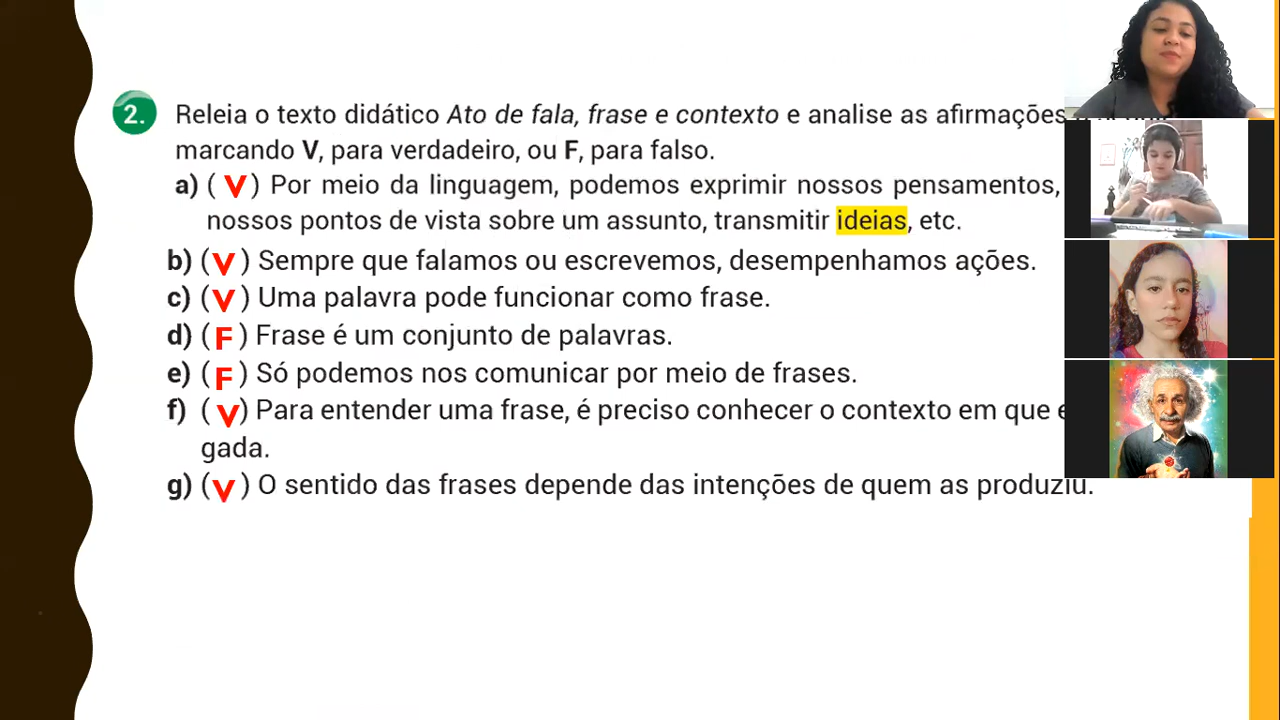 2. Releia o texto didático Ato de fala, frase e contexto e analise as afirmações
marcando V, para verdadeiro, ou F, para falso.
a) ( V ) Por meio da linguagem, podemos exprimir nossos pensamentos,
nossos pontos de vista sobre um assunto, transmitir ideias, etc.
b) ( V ) Sempre que falamos ou escrevemos, desempenhamos ações.
c) ( V ) Uma palavra pode funcionar como frase.
d) ( F ) Frase é um conjunto de palavras.
e) ( F ) Só podemos nos comunicar por meio de frases.
f) ( V ) Para entender uma frase, é preciso conhecer o contexto em que
gada.
g) ( V ) O sentido das frases depende das intenções de quem as produziu.